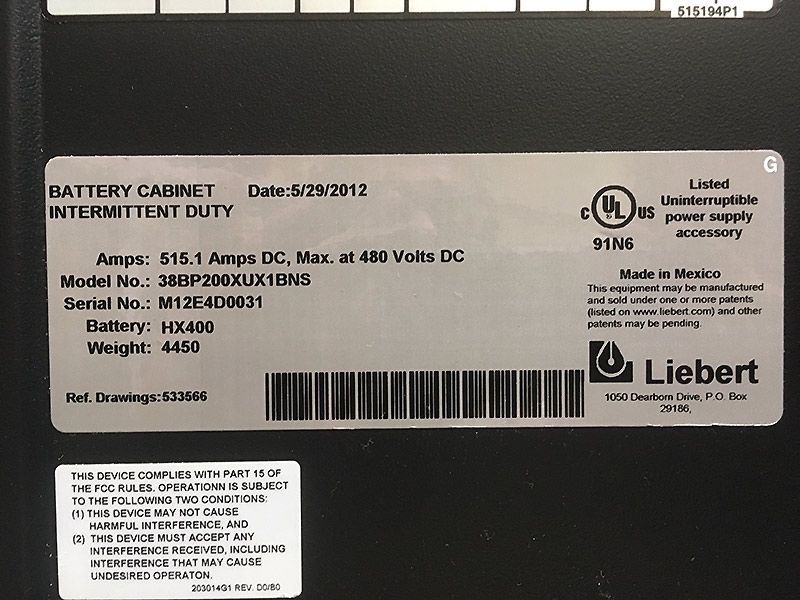 515194P1
G
BATTERY CABINET Date:5/29/2012
INTERMITTENT DUTY
Amps: 515.1 Amps DC, Max. at 480 Volts DC
Model No.: 38BP200XUX1BNS
Serial No.: M12E4D0031
Battery: HX400
Weight: 4450
Ref. Drawings:533566
C UL US
91N6
Listed
Uninterruptible
power supply
accessory
Made in Mexico
This equipment may be manufactured
and sold under one or more patents
(listed on www.liebert.com) and other
patents may be pending.
Liebert
1050 Dearborn Drive, P.O. Box
29186,
THIS DEVICE COMPLIES WITH PART 15 OF
THE FCC RULES. OPERATIONN IS SUBJECT
TO THE FOLLOWING TWO CONDITIONS:
(1) THIS DEVICE MAY NOT CAUSE
HARMFUL INTERFERENCE, AND
(2) THIS DEVICE MUST ACCEPT ANY
INTERFERENCE RECEIVED, INCLUDING
INTERFERENCE THAT MAY CAUSE
UNDESIRED OPERATON.
203014G1 REV. D0/80